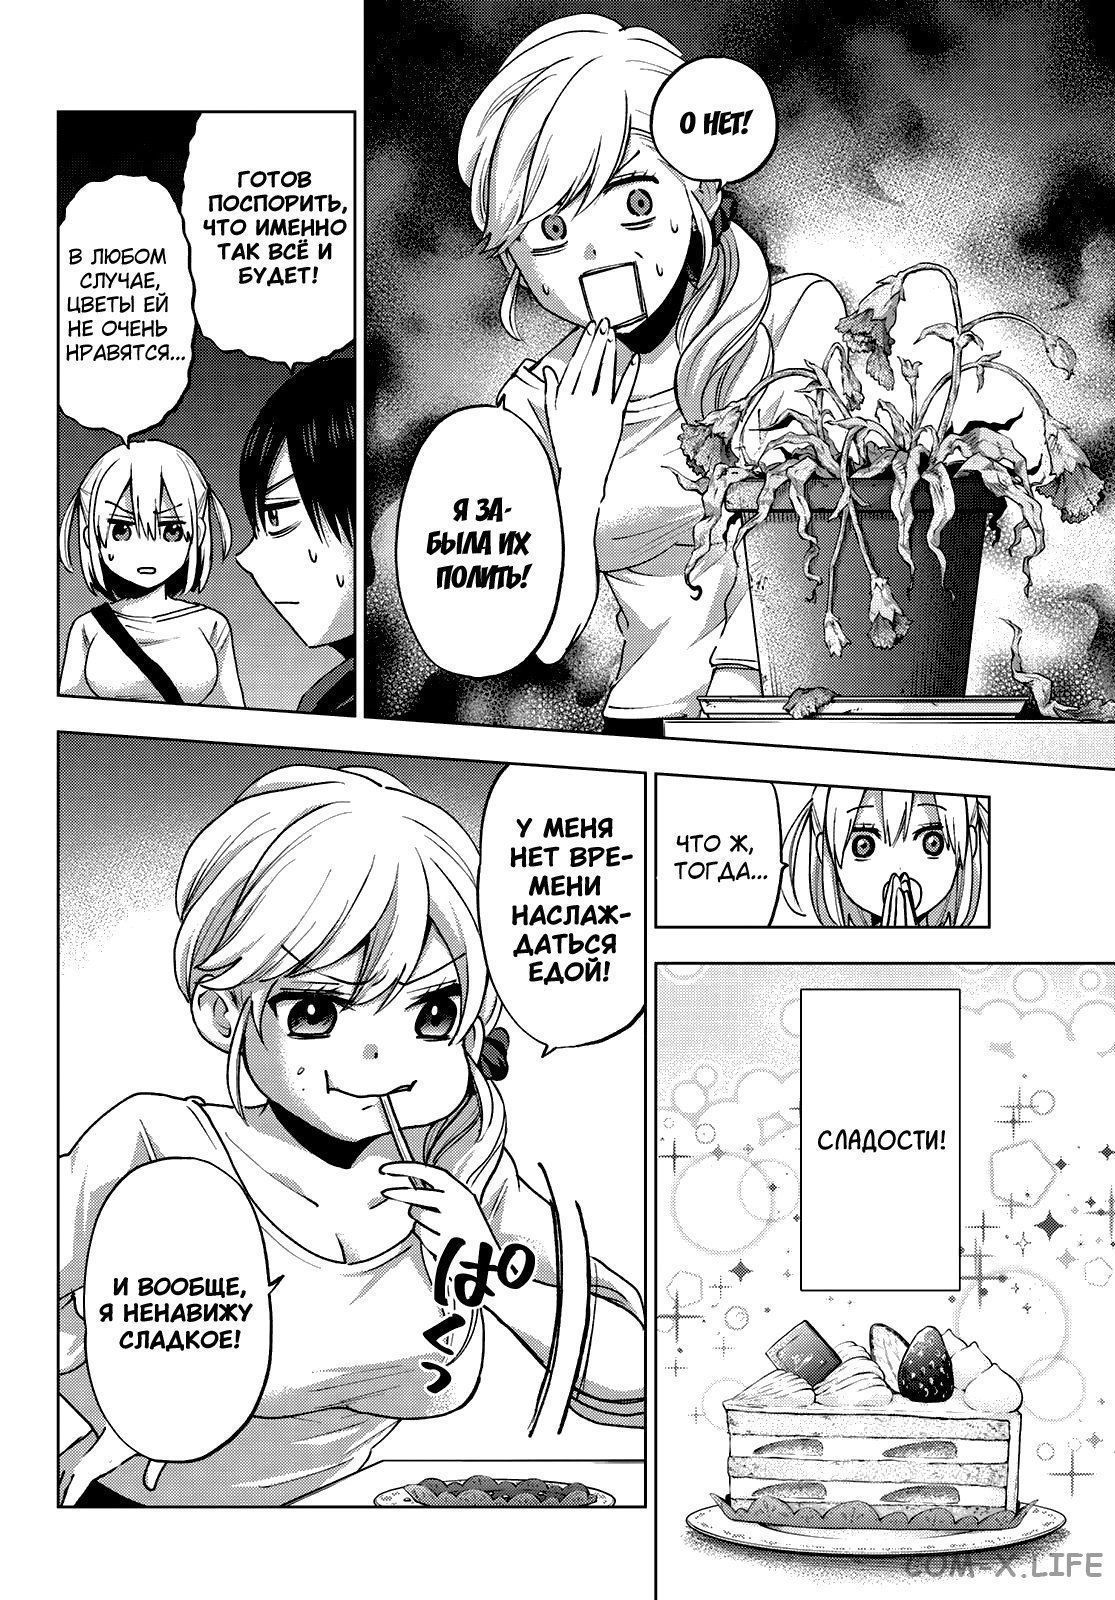 О НЕТ!
Я ЗА-
БЫЛА ИХ
ПОЛИТЬ!
ГОТОВ
ПОСПОРИТЬ,
ЧТО ИМЕННО
ТАК ВСЁ И
БУДЕТ!
В ЛЮБОМ
СЛУЧАЕ,
ЦВЕТЫ ЕЙ
НЕ ОЧЕНЬ
НРАВЯТСЯ...
ЧТО Ж,
ТОГДА...
СЛАДОСТИ!
У МЕНЯ
НЕТ ВРЕ-
МЕНИ
НАСЛАЖ-
ДАТЬСЯ
ЕДОЙ!
ぱくっ
И ВООБЩЕ,
Я НЕНАВИЖУ
СЛАДКОЕ!
COM-X.LIFE